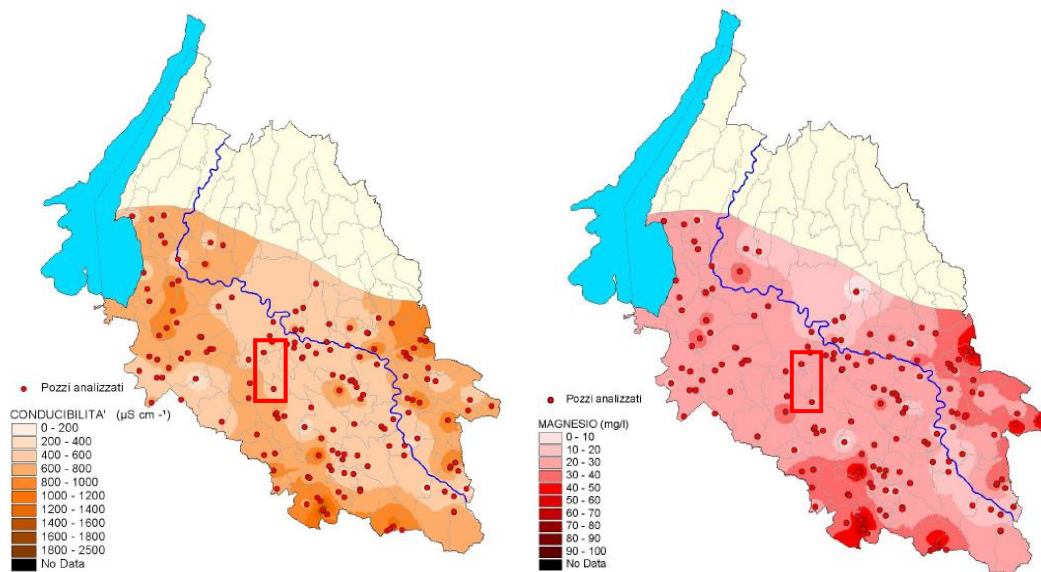 Pozzi analizzati
CONDUCIBILITA' (µS cm -¹)
0 - 200
200 - 400
400 - 600
600 - 800
800 - 1000
1000 - 1200
1200 - 1400
1400 - 1600
1600 - 1800
1800 - 2500
No Data
Pozzi analizzati
MAGNESIO (mg/l)
0 - 10
10 - 20
20 - 30
30 - 40
40 - 50
50 - 60
60 - 70
70 - 80
80 - 90
90 - 100
No Data